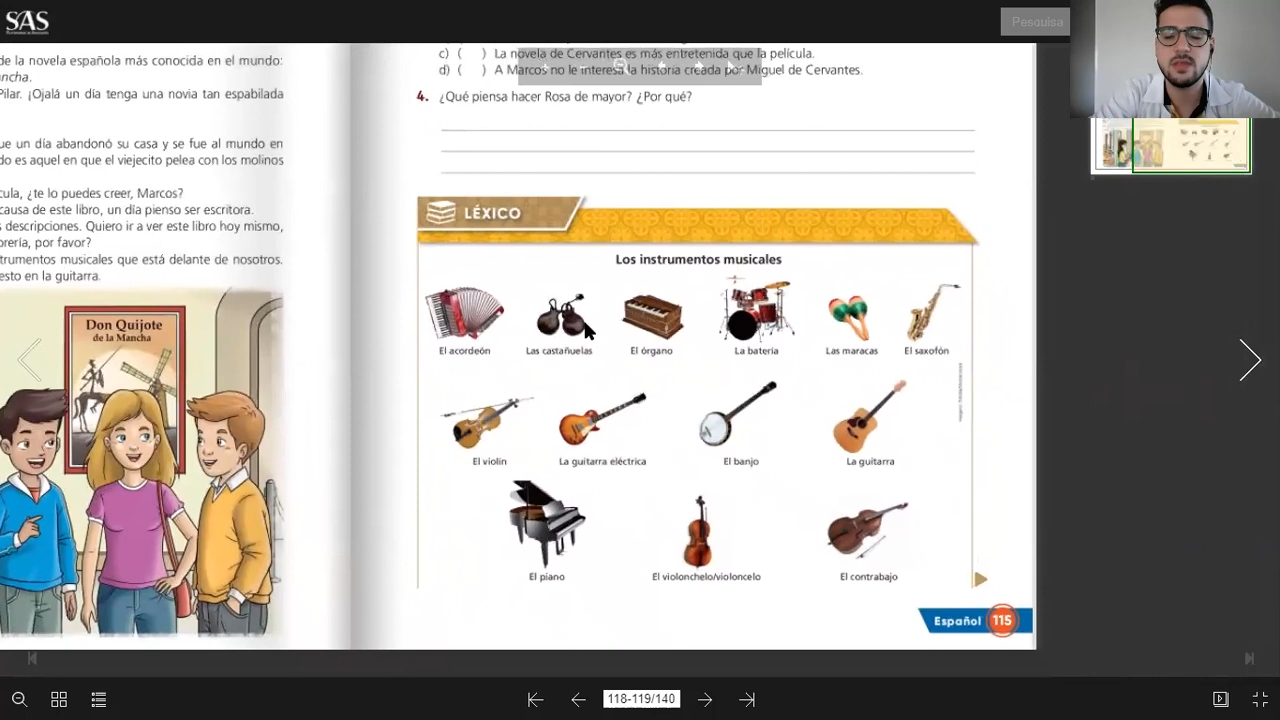 SAS
Pesquisa
de la novela española más conocida en el mundo:
ancha.
Pilar. ¡Ojalá un día tenga una novia tan espabilada
ue un día abandonó su casa y se fue al mundo en
do es aquel en que el viejecito pelea con los molinos
cula, ¿te lo puedes creer, Marcos?
causa de este libro, un día pienso ser escritora.
s descripciones. Quiero ir a ver este libro hoy mismo,
orería, por favor?
strumentos musicales que está delante de nosotros.
esto en la guitarra.
Don Quijote
de la Mancha
c) ( ) La novela de Cervantes es más entretenida que la película.
d) ( ) A Marcos no le interesa la historia creada por Miguel de Cervantes.
4. ¿Qué piensa hacer Rosa de mayor? ¿Por qué?
LÉXICO
Los instrumentos musicales
El acordeón Las castañuelas El órgano La batería Las maracas El saxofón
El violín La guitarra eléctrica El banjo La guitarra
El piano El violonchelo/violoncelo El contrabajo
Español 115
118-119/140